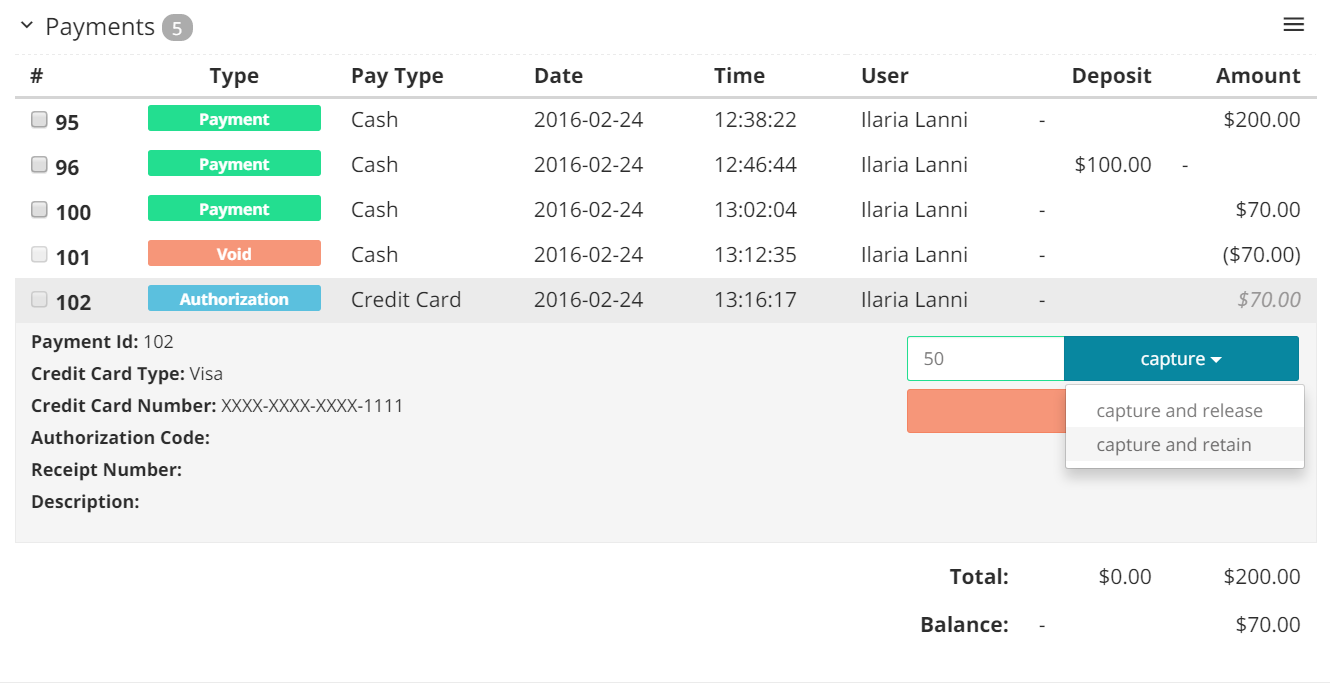 Payments 5
# Type Pay Type Date Time User Deposit Amount
95 Payment Cash 2016-02-24 12:38:22 Ilaria Lanni - $200.00
96 Payment Cash 2016-02-24 12:46:44 Ilaria Lanni $100.00 -
100 Payment Cash 2016-02-24 13:02:04 Ilaria Lanni - $70.00
101 Void Cash 2016-02-24 13:12:35 Ilaria Lanni - ($70.00)
102 Authorization Credit Card 2016-02-24 13:16:17 Ilaria Lanni - $70.00
Payment Id: 102
Credit Card Type: Visa
Credit Card Number: XXXX-XXXX-XXXX-1111
Authorization Code:
Receipt Number:
Description:
50 capture
capture and release
capture and retain
Total: $0.00 $200.00
Balance: - $70.00